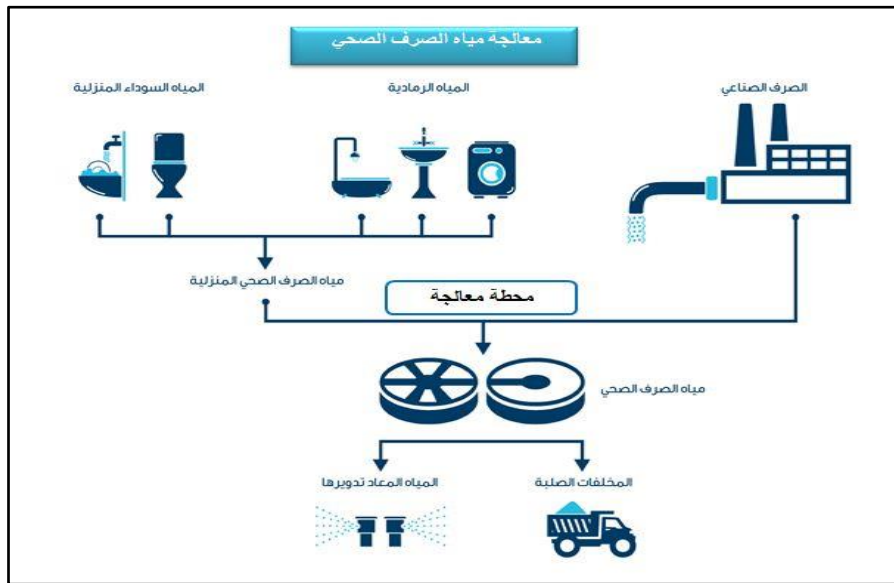 معالجة مياه الصرف الصحي
الصرف الصناعي
المياه الرمادية
المياه السوداء المنزلية
مياه الصرف الصحي المنزلية
محطة معالجة
مياه الصرف الصحي
المخلفات الصلبة
المياه المعاد تدويرها